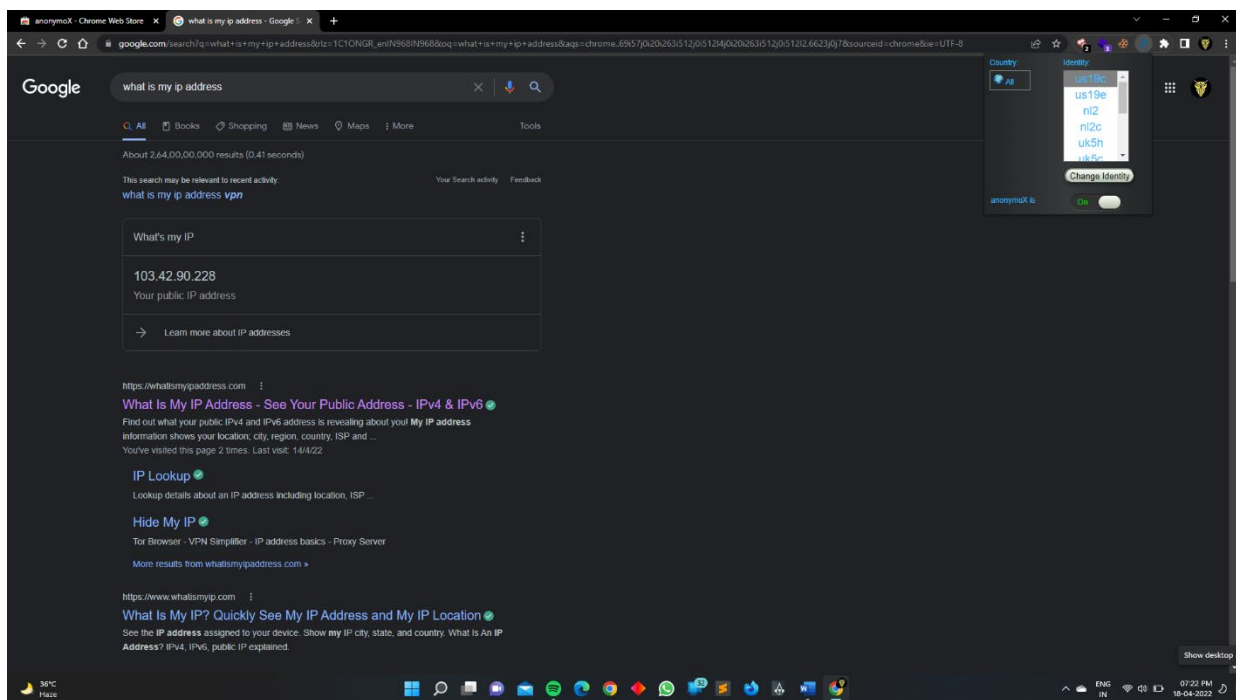 anonymoX - Chrome Web Store
what is my ip address - Google S
google.com/search?q=what+is+my+ip+address&rlz=1C1ONGR_enIN968IN968&oq=what+is+my+ip+address&aqs=chrome..69i57j0i20i263i512j0i512l4j0i20i263i512j0i512l2.6623j0j7&sourceid=chrome&ie=UTF-8
Country:
Identity:
All
us19c
us19e
nl2
nl2c
uk5h
uk5c
Change Identity
anonymoX is
On
Google
what is my ip address
All Books Shopping News Maps More Tools
About 2,64,00,00,000 results (0.41 seconds)
This search may be relevant to recent activity:
Your Search activity Feedback
what is my ip address vpn
What's my IP
103.42.90.228
Your public IP address
Learn more about IP addresses
https://whatismyipaddress.com
What Is My IP Address - See Your Public Address - IPv4 & IPv6
Find out what your public IPv4 and IPv6 address is revealing about you! My IP address
information shows your location; city, region, country, ISP and ...
You've visited this page 2 times. Last visit: 14/4/22
IP Lookup
Lookup details about an IP address including location, ISP ...
Hide My IP
Tor Browser - VPN Simplifier - IP address basics - Proxy Server
More results from whatismyipaddress.com »
https://www.whatismyip.com
What Is My IP? Quickly See My IP Address and My IP Location
See the IP address assigned to your device. Show my IP city, state, and country. What Is An IP
Address? IPv4, IPv6, public IP explained.
Show desktop
36°C
Haze
ENG
IN
07:22 PM
18-04-2022